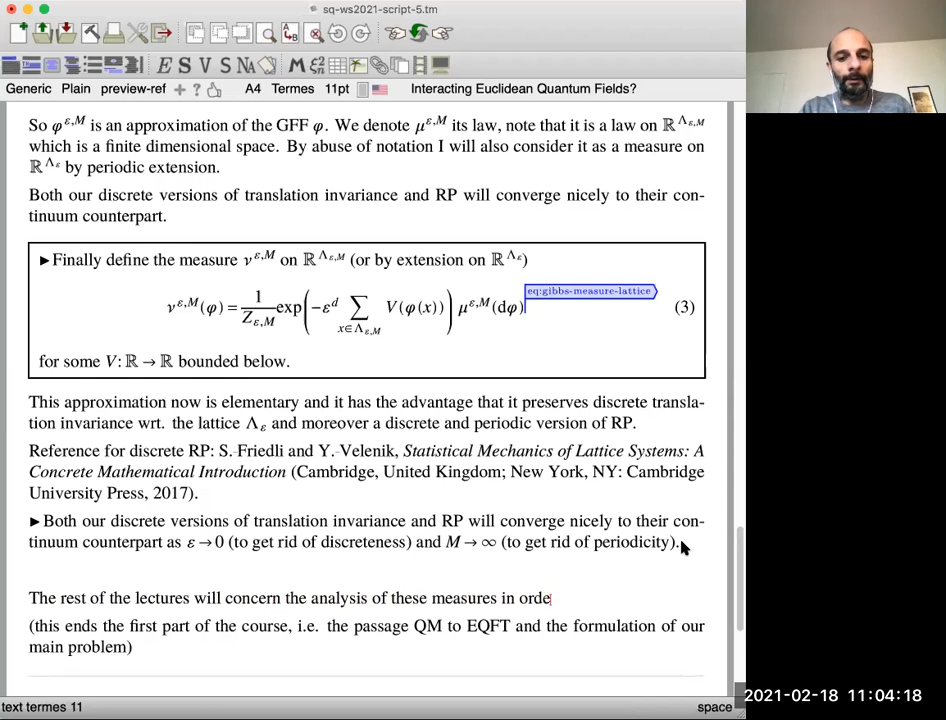 sq-ws2021-script-5.tm
Generic Plain preview-ref A4 Termes 11pt Interacting Euclidean Quantum Fields?
So φ^{ε,M} is an approximation of the GFF φ. We denote μ^{ε,M} its law, note that it is a law on ℝ^{Λ_{ε,M}}
which is a finite dimensional space. By abuse of notation I will also consider it as a measure on
ℝ^{Λ_ε} by periodic extension.
Both our discrete versions of translation invariance and RP will converge nicely to their con-
tinuum counterpart.
►Finally define the measure ν^{ε,M} on ℝ^{Λ_{ε,M}} (or by extension on ℝ^{Λ_ε})
eq:gibbs-measure-lattice
ν^{ε,M}(φ) = 1/Z_{ε,M} exp(−ε^d ∑_{x∈Λ_{ε,M}} V(φ(x))) μ^{ε,M}(dφ) (3)
for some V: ℝ → ℝ bounded below.
This approximation now is elementary and it has the advantage that it preserves discrete transla-
tion invariance wrt. the lattice Λ_ε and moreover a discrete and periodic version of RP.
Reference for discrete RP: S. Friedli and Y. Velenik, Statistical Mechanics of Lattice Systems: A
Concrete Mathematical Introduction (Cambridge, United Kingdom; New York, NY: Cambridge
University Press, 2017).
►Both our discrete versions of translation invariance and RP will converge nicely to their con-
tinuum counterpart as ε → 0 (to get rid of discreteness) and M → ∞ (to get rid of periodicity).
The rest of the lectures will concern the analysis of these measures in orde
(this ends the first part of the course, i.e. the passage QM to EQFT and the formulation of our
main problem)
text termes 11 space
2021-02-18 11:04:18